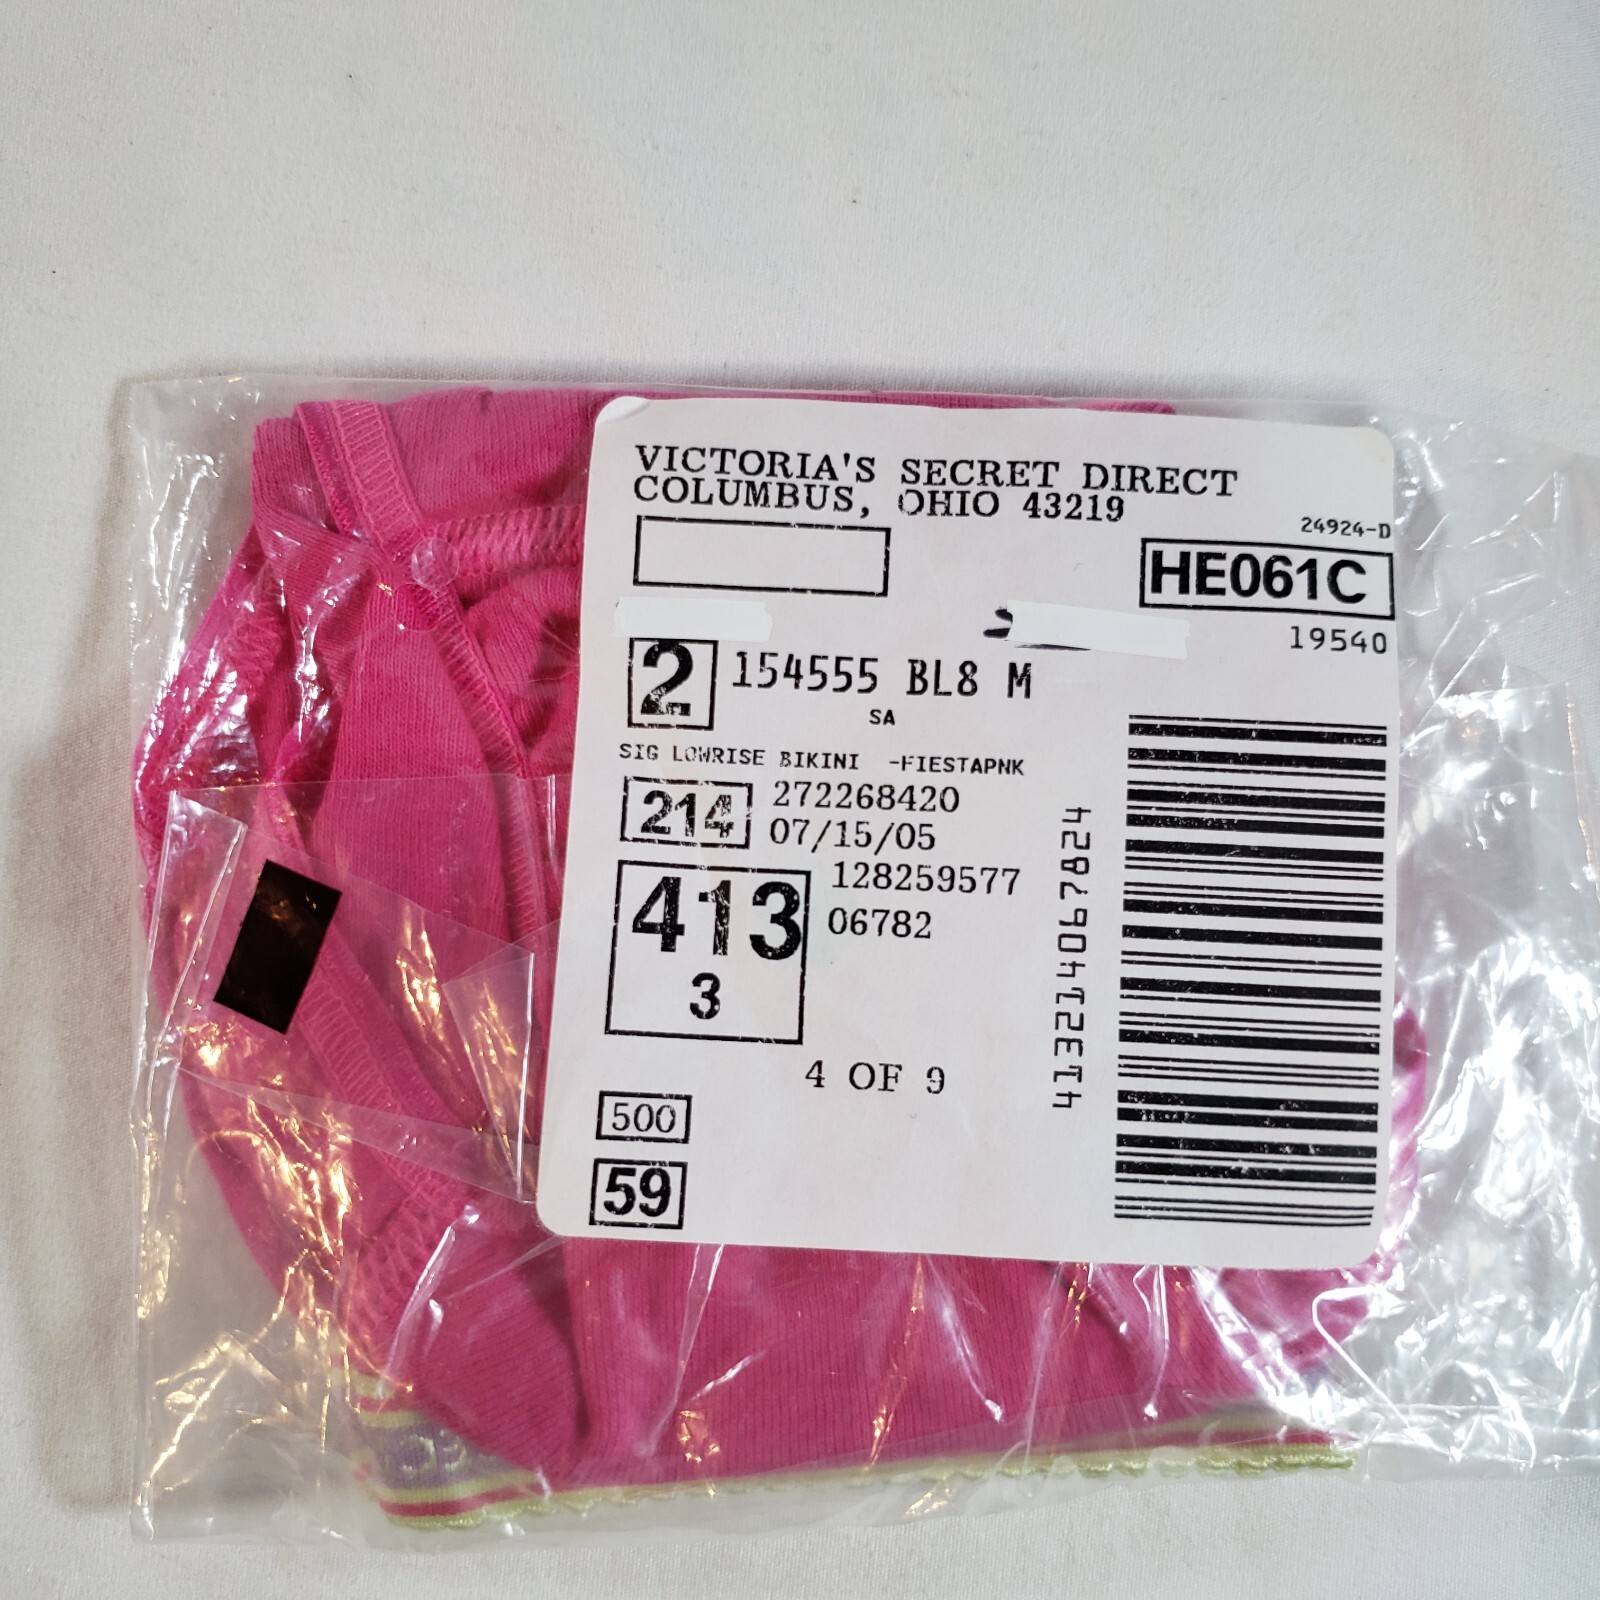 VICTORIA'S SECRET DIRECT
COLUMBUS, OHIO 43219
24924-D
HE061C
19540
2 154555 BL8 M
SA
SIG LOWRISE BIKINI -FIESTAPNK
214 272268420
07/15/05
413 128259577
06782
3
4 OF 9
500
59
413214067824